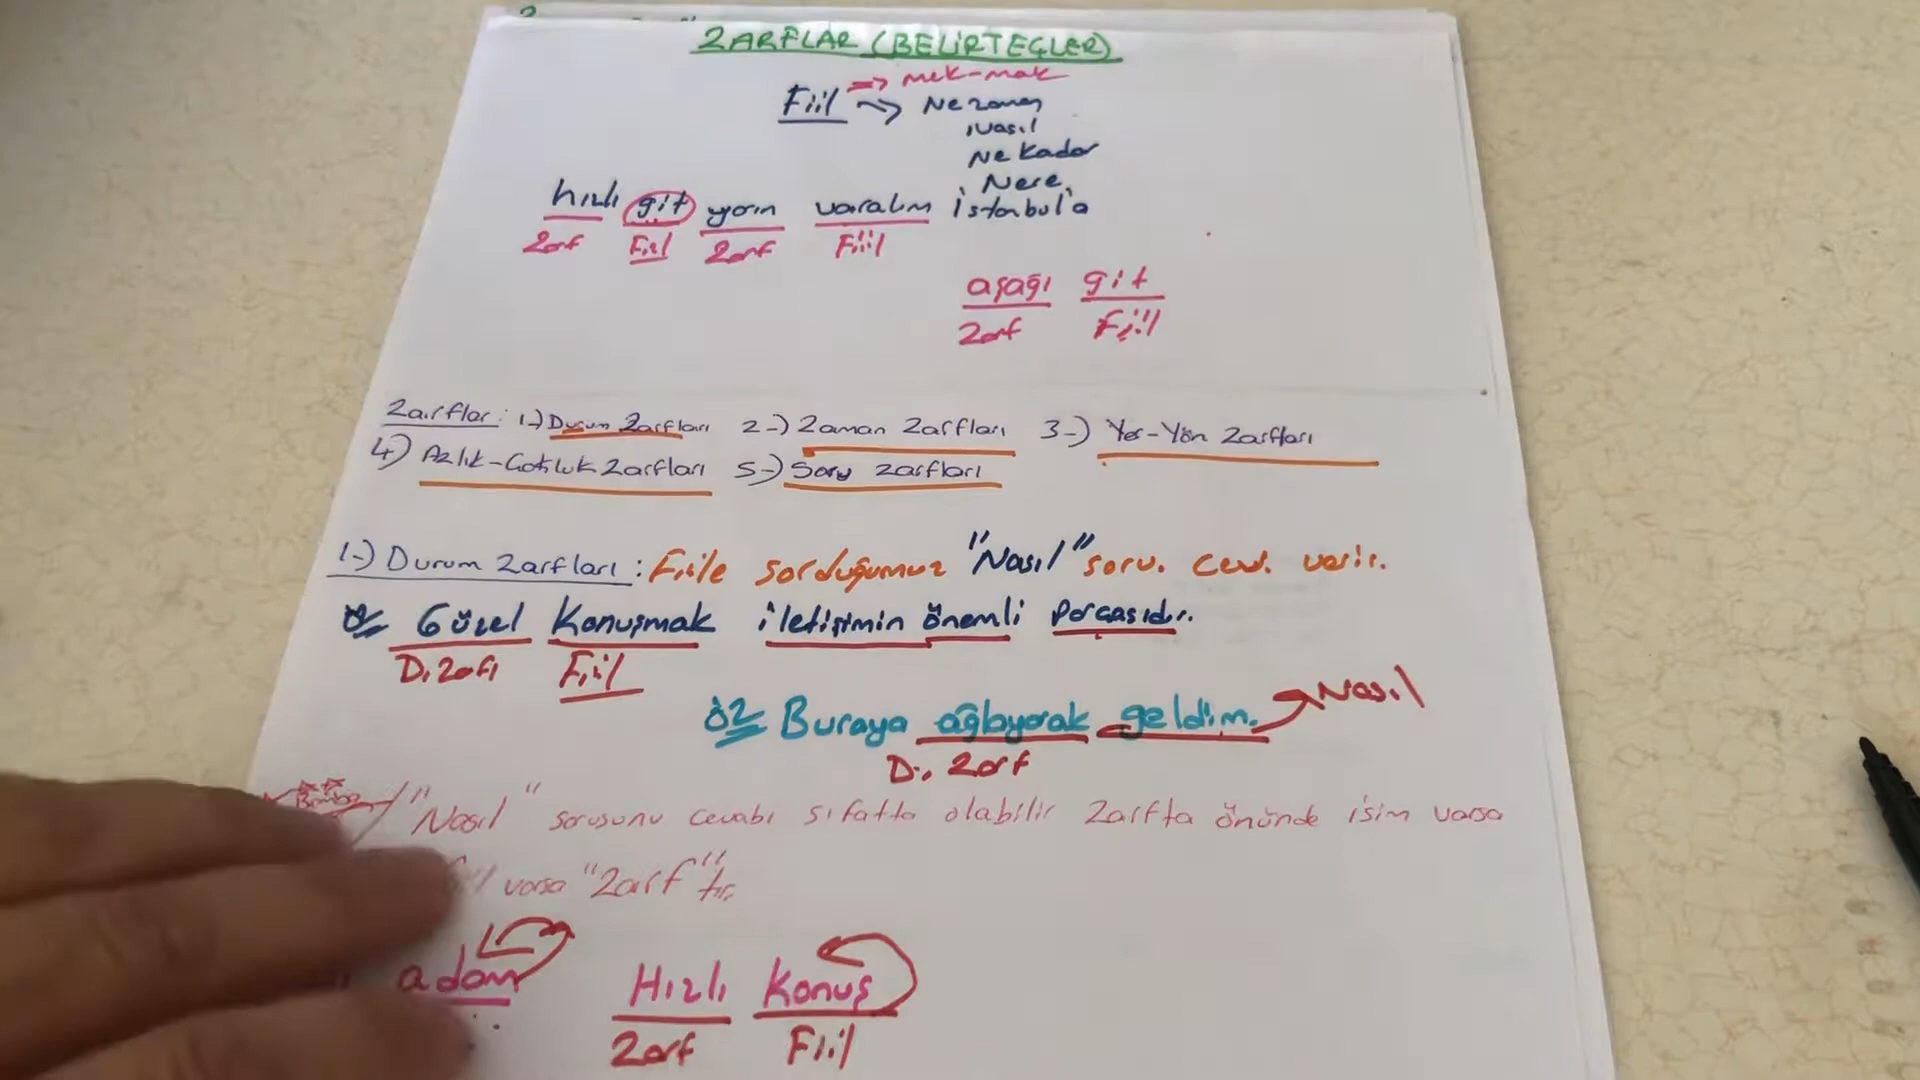 ZARFLAR (BELİRTEÇLER)
Fiil => mek-mak
Ne zaman
Nasıl
Ne kadar
Nere
hızlı git yarın varalım İstanbul'a
Zarf Fiil Zarf Fiil
aşağı git
Zarf Fiil
Zarflar: 1-) Durum Zarfları 2-) Zaman Zarfları 3-) Yer-Yön Zarfları
4-) Azlık-Çokluk Zarfları 5-) Soru zarfları
1-) Durum Zarfları: Fiile sorduğumuz "Nasıl" soru. cev. verir.
Güzel Konuşmak iletişimin önemli parçasıdır.
D. Zarfı Fiil
ÖZ Buraya ağlayarak geldim. Nasıl
D. Zarf
Bomba "Nasıl" sorusunu cevabı sıfatta olabilir Zarfta önünde isim varsa
varsa "Zarf" tır
adam Hızlı Konuş
Zarf Fiil